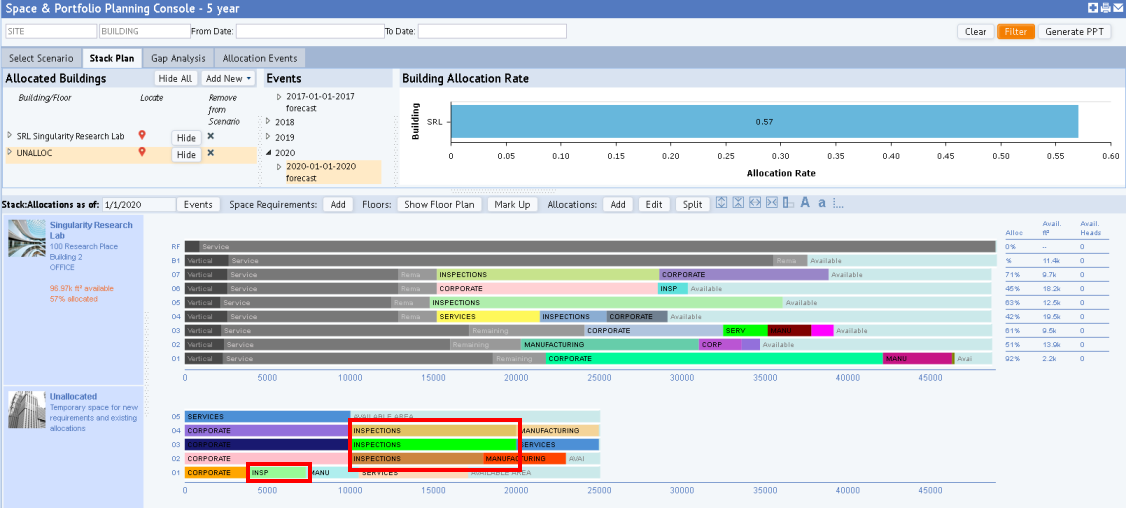 Space & Portfolio Planning Console - 5 year
SITE BUILDING From Date: To Date: Clear Filter Generate PPT
Select Scenario Stack Plan Gap Analysis Allocation Events
Allocated Buildings Hide All Add New Events Building Allocation Rate
Building/Floor Locate Remove from Scenario
SRL Singularity Research Lab Hide
UNALLOC Hide
2017-01-01-2017
forecast
2018
2019
2020
2020-01-01-2020
forecast
Building
SRL 0.57
0 0.05 0.10 0.15 0.20 0.25 0.30 0.35 0.40 0.45 0.50 0.55 0.60
Allocation Rate
Stack:Allocations as of: 1/1/2020 Events Space Requirements: Add Floors: Show Floor Plan Mark Up Allocations: Add Edit Split A a
Singularity Research
Lab
100 Research Place
Building 2
OFFICE
96.97k ft² available
57% allocated
Alloc Avail. ft² Avail. Heads
RF Service 0% -- 0
B1 Vertical Service Rema Available % 11.4k 0
07 Vertical Service Rema INSPECTIONS CORPORATE Available 71% 9.7k 0
06 Vertical Service Rema CORPORATE INSP Available 45% 18.2k 0
05 Vertical Service Rema INSPECTIONS Available 63% 12.5k 0
04 Vertical Service Rema SERVICES INSPECTIONS CORPORATE Available 42% 19.5k 0
03 Vertical Service Remaining CORPORATE SERV MANU Available 61% 9.5k 0
02 Vertical Service Remaining MANUFACTURING CORP Available 51% 13.9k 0
01 Vertical Service Remaining CORPORATE MANU Avai 92% 2.2k 0
0 5000 10000 15000 20000 25000 30000 35000 40000 45000
Unallocated
Temporary space for new
requirements and existing
allocations
05 SERVICES AVAILABLE AREA
04 CORPORATE INSPECTIONS MANUFACTURING
03 CORPORATE INSPECTIONS SERVICES
02 CORPORATE INSPECTIONS MANUFACTURING AVAI
01 CORPORATE INSP MANU SERVICES AVAILABLE AREA
0 5000 10000 15000 20000 25000 30000 35000 40000 45000